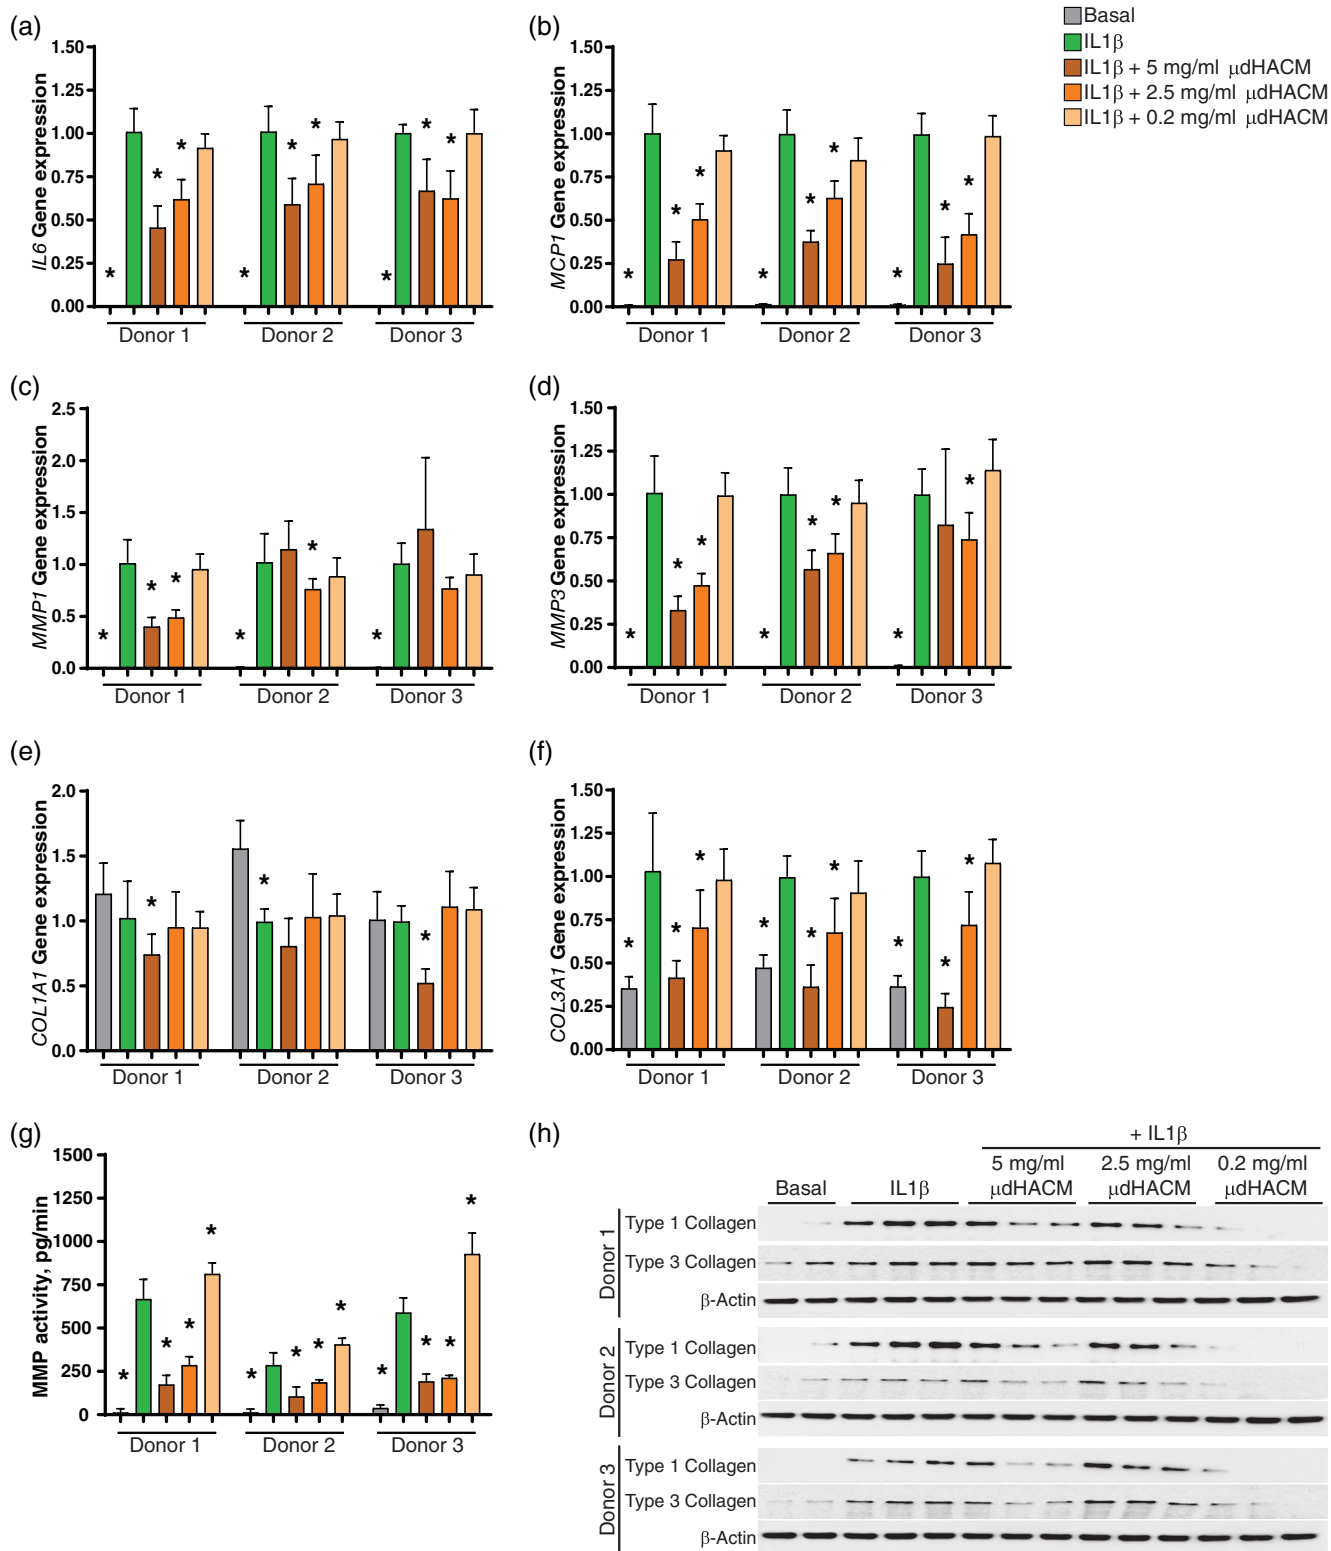 Basal
IL1β
IL1β + 5 mg/ml μdHACM
IL1β + 2.5 mg/ml μdHACM
IL1β + 0.2 mg/ml μdHACM
(a)
IL6 Gene expression
1.50
1.25
1.00
0.75
0.50
0.25
0.00
* * * * * * * * *
Donor 1 Donor 2 Donor 3
(b)
MCP1 Gene expression
1.50
1.25
1.00
0.75
0.50
0.25
0.00
* * * * * * * * *
Donor 1 Donor 2 Donor 3
(c)
MMP1 Gene expression
2.5
2.0
1.5
1.0
0.5
0.0
* * * * * *
Donor 1 Donor 2 Donor 3
(d)
MMP3 Gene expression
1.50
1.25
1.00
0.75
0.50
0.25
0.00
* * * * * * * *
Donor 1 Donor 2 Donor 3
(e)
COL1A1 Gene expression
2.0
1.5
1.0
0.5
0.0
* * *
Donor 1 Donor 2 Donor 3
(f)
COL3A1 Gene expression
1.50
1.25
1.00
0.75
0.50
0.25
0.00
* * * * * * * * *
Donor 1 Donor 2 Donor 3
(g)
MMP activity, pg/min
1500
1250
1000
750
500
250
0
* * * * * * * * * * * *
Donor 1 Donor 2 Donor 3
(h)
+ IL1β
5 mg/ml 2.5 mg/ml 0.2 mg/ml
Basal IL1β μdHACM μdHACM μdHACM
Donor 1
Type 1 Collagen
Type 3 Collagen
β-Actin
Donor 2
Type 1 Collagen
Type 3 Collagen
β-Actin
Donor 3
Type 1 Collagen
Type 3 Collagen
β-Actin